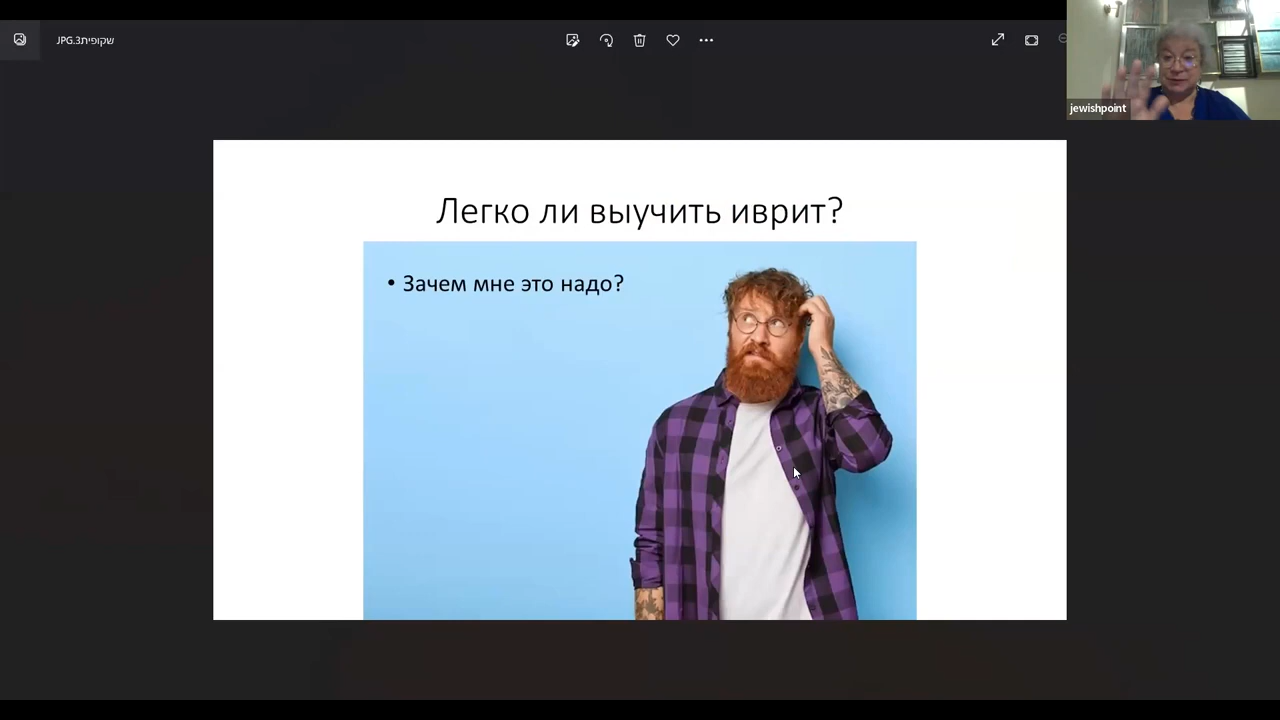 שקופית3.JPG
jewishpoint
Легко ли выучить иврит?
• Зачем мне это надо?